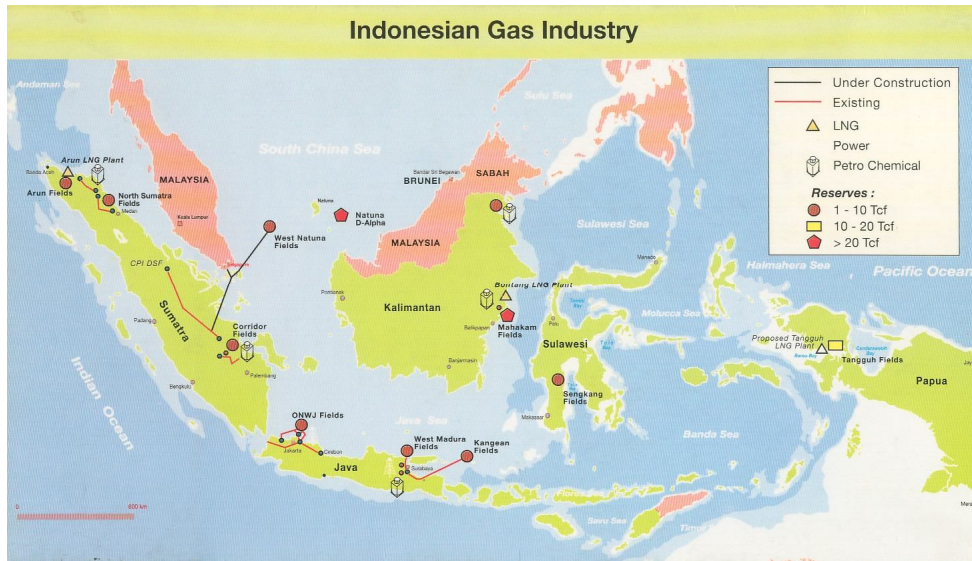 Indonesian Gas Industry
Andaman Sea
Under Construction
Existing
LNG
Power
Petro Chemical
Reserves :
1 - 10 Tcf
10 - 20 Tcf
> 20 Tcf
Sulu Sea
South China Sea
Arun LNG Plant
Banda Aceh
Arun Fields
North Sumatra
Fields
Medan
MALAYSIA
Kuala Lumpur
Bandar Sri Begawan
BRUNEI
SABAH
Natuna
Natuna
D-Alpha
West Natuna
Fields
MALAYSIA
Sulawesi Sea
Manado
Halmahera Sea
Pacific Ocean
CPI DSF
Sumatra
Padang
Pontianak
Kalimantan
Bontang LNG Plant
Balikpapan
Mahakam
Fields
Palu
Molucca Sea
Sulawesi
Corridor
Fields
Palembang
Bengkulu
Banjarmasin
Proposed Tangguh
LNG Plant
Tangguh Fields
Papua
Indian Ocean
Sengkang
Fields
Makassar
ONWJ Fields
Java Sea
West Madura
Fields
Kangean
Fields
Banda Sea
Jakarta
Cirebon
Java
Surabaya
0
600 km
Savu Sea
Timor